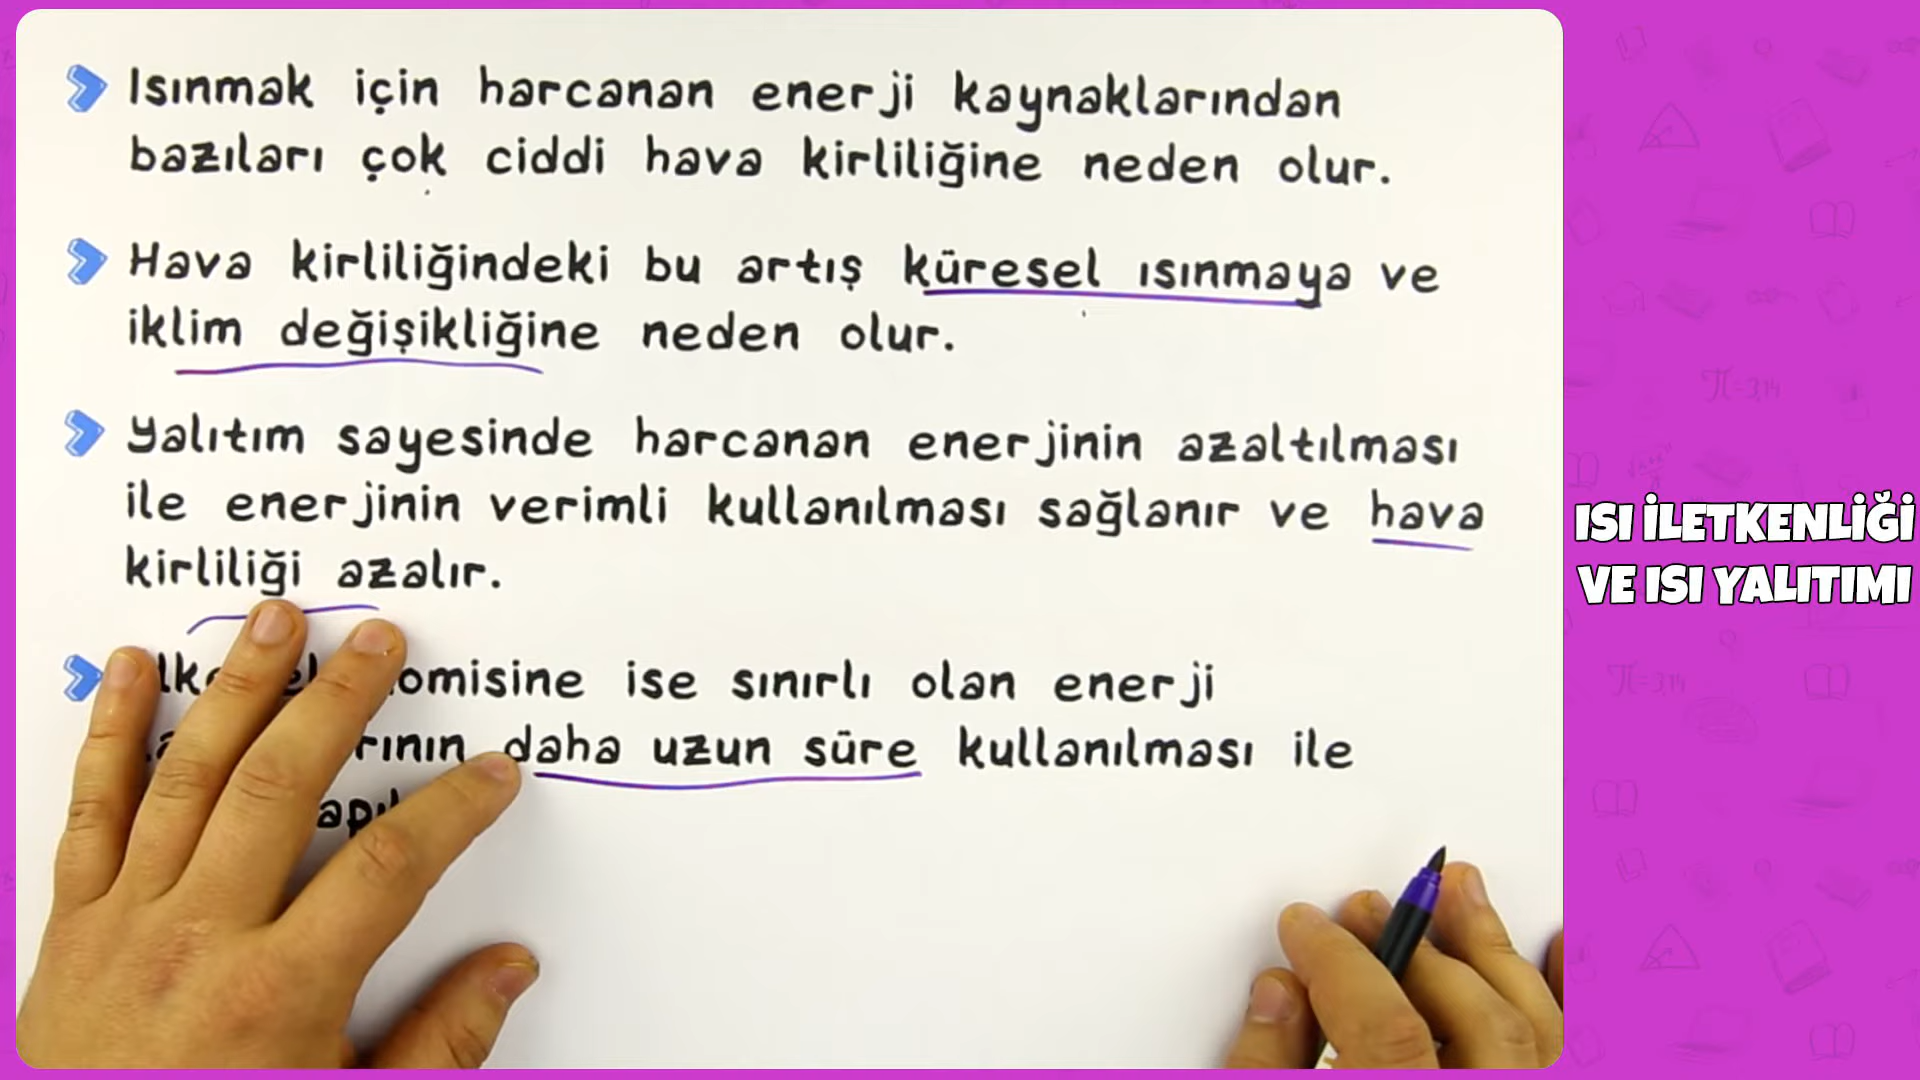 Isınmak için harcanan enerji kaynaklarından
bazıları çok ciddi hava kirliliğine neden olur.
Hava kirliliğindeki bu artış küresel ısınmaya ve
iklim değişikliğine neden olur.
Yalıtım sayesinde harcanan enerjinin azaltılması
ile enerjinin verimli kullanılması sağlanır ve hava
kirliliği azalır.
ise sınırlı olan enerji
daha uzun süre kullanılması ile
ISI İLETKENLİĞİ
VE ISI YALITIMI